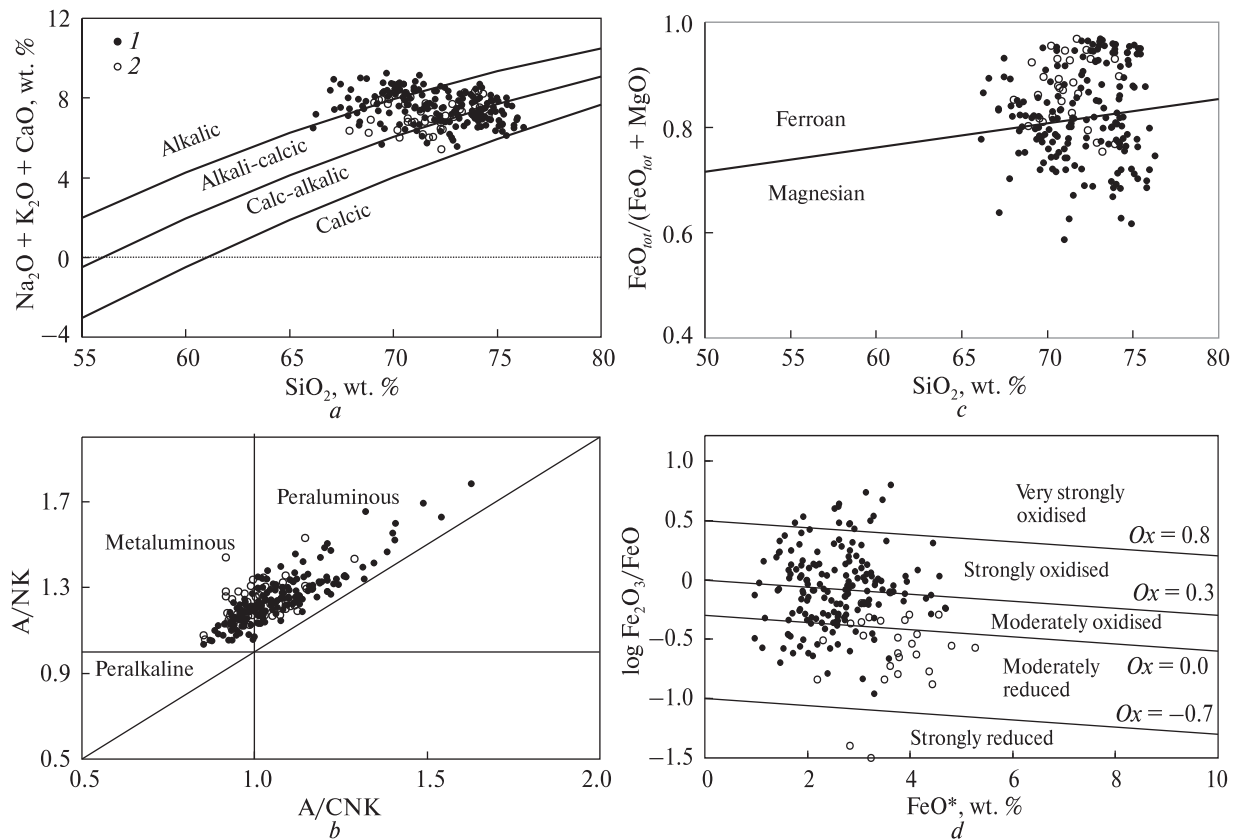 12
8
4
0
−4
Na₂O + K₂O + CaO, wt. %
1
2
Alkalic
Alkali-calcic
Calc-alkalic
Calcic
55 60 65 70 75 80
SiO₂, wt. %
a
1.0
0.8
0.6
0.4
FeOtot/(FeOtot + MgO)
Ferroan
Magnesian
50 55 60 65 70 75 80
SiO₂, wt. %
c
1.7
1.3
0.9
0.5
A/NK
Metaluminous
Peraluminous
Peralkaline
0.5 1.0 1.5 2.0
A/CNK
b
1.0
0.5
0
−0.5
−1.0
−1.5
log Fe₂O₃/FeO
Very strongly
oxidised
Ox = 0.8
Strongly oxidised
Ox = 0.3
Moderately oxidised
Moderately
reduced
Ox = 0.0
Ox = −0.7
Strongly reduced
0 2 4 6 8 10
FeO*, wt. %
d